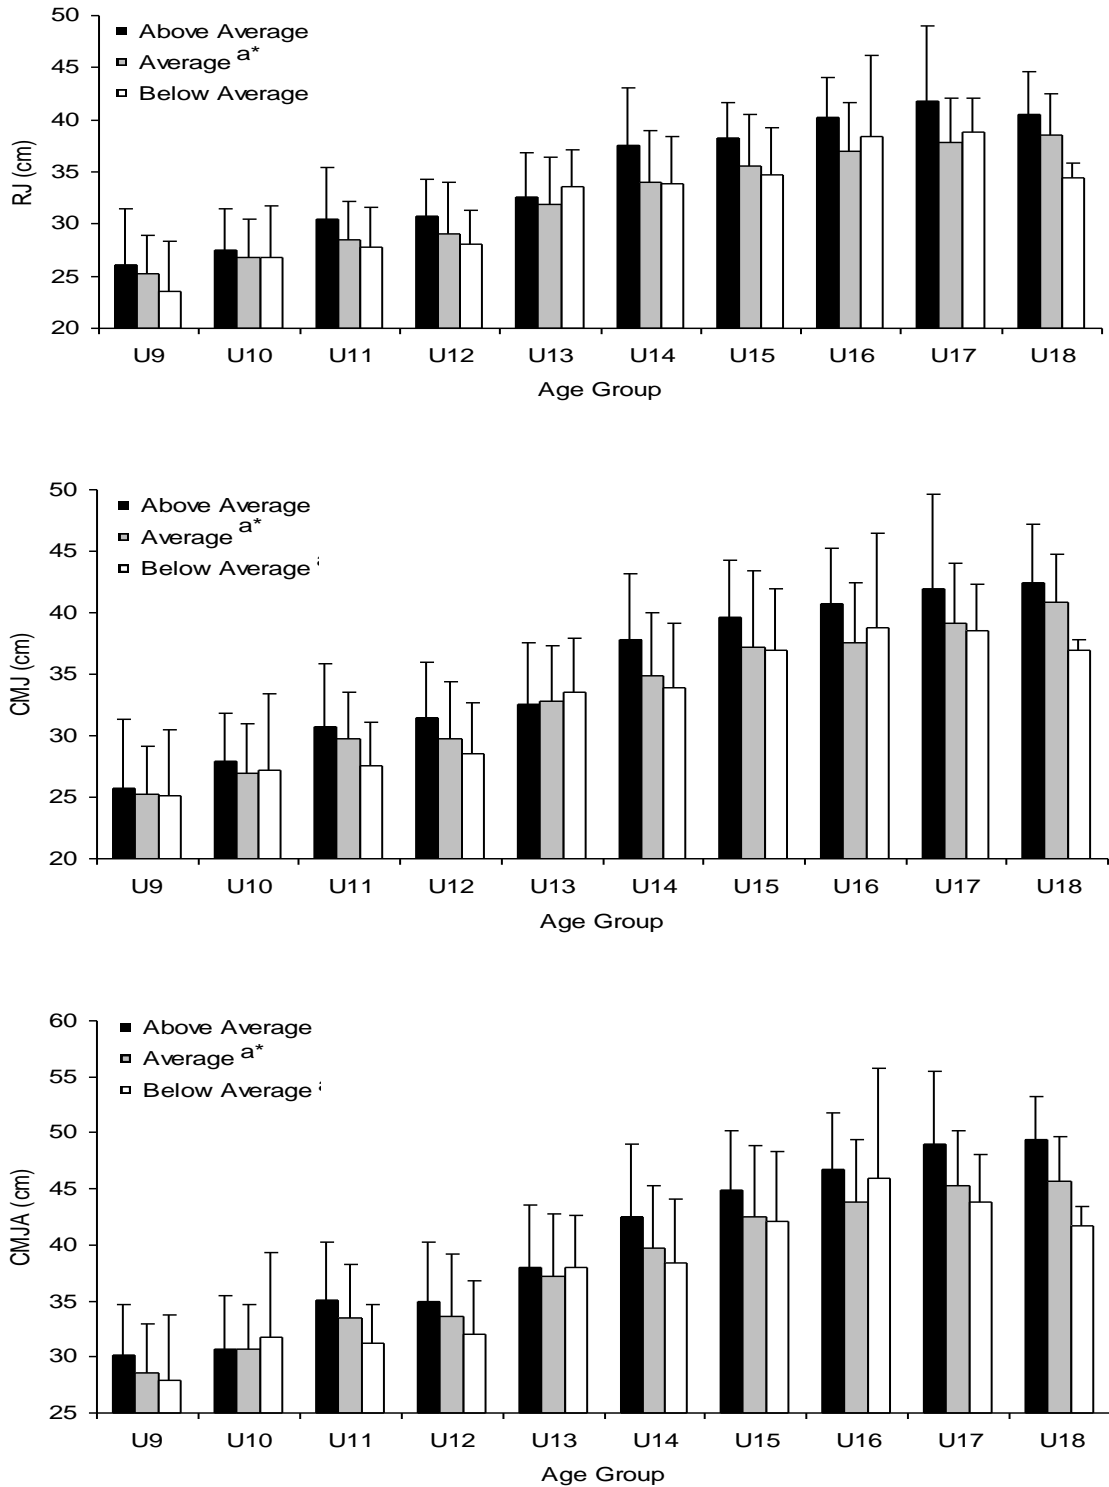 50
45
40
35
30
25
20
RJ (cm)
Above Average
Average a*
Below Average
U9 U10 U11 U12 U13 U14 U15 U16 U17 U18
Age Group
50
45
40
35
30
25
20
CMJ (cm)
Above Average
Average a*
Below Average
U9 U10 U11 U12 U13 U14 U15 U16 U17 U18
Age Group
60
55
50
45
40
35
30
25
CMJA (cm)
Above Average
Average a*
Below Average
U9 U10 U11 U12 U13 U14 U15 U16 U17 U18
Age Group